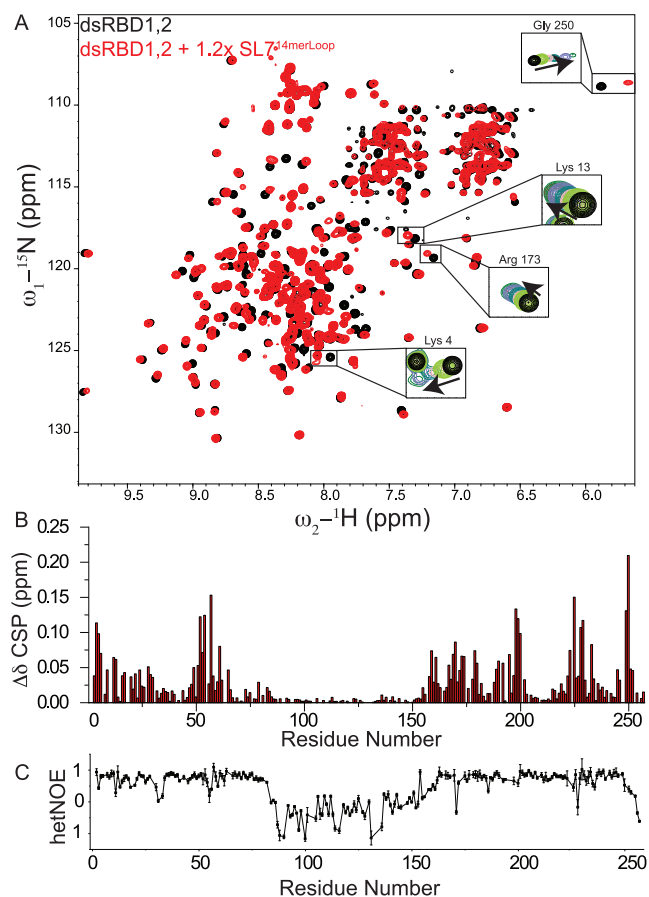 A
dsRBD1,2
dsRBD1,2 + 1.2x SL7¹⁴ᵐᵉʳᴸᵒᵒᵖ
105
110
115
120
125
130
ω₁–¹⁵N (ppm)
Gly 250
Lys 13
Arg 173
Lys 4
9.5 9.0 8.5 8.0 7.5 7.0 6.5 6.0
ω₂–¹H (ppm)
B
0.25
0.20
0.15
0.10
0.05
0.00
Δδ CSP (ppm)
0 50 100 150 200 250
Residue Number
C
1
0
1
hetNOE
0 50 100 150 200 250
Residue Number